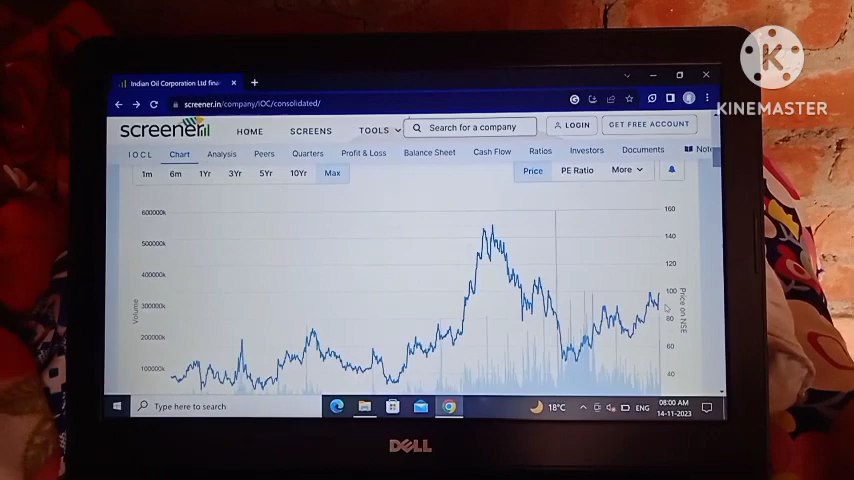 Indian Oil Corporation Ltd fina
screener.in/company/IOC/consolidated/
screener
HOME
SCREENS
TOOLS
Search for a company
LOGIN
GET FREE ACCOUNT
IOCL
Chart
Analysis
Peers
Quarters
Profit & Loss
Balance Sheet
Cash Flow
Ratios
Investors
Documents
Note
1m
6m
1Yr
3Yr
5Yr
10Yr
Max
Price
PE Ratio
More
600000k
500000k
400000k
300000k
200000k
100000k
Volume
160
140
120
100
80
60
40
Price on NSE
Type here to search
18°C
ENG
08:00 AM
14-11-2023
DELL
K
KINEMASTER